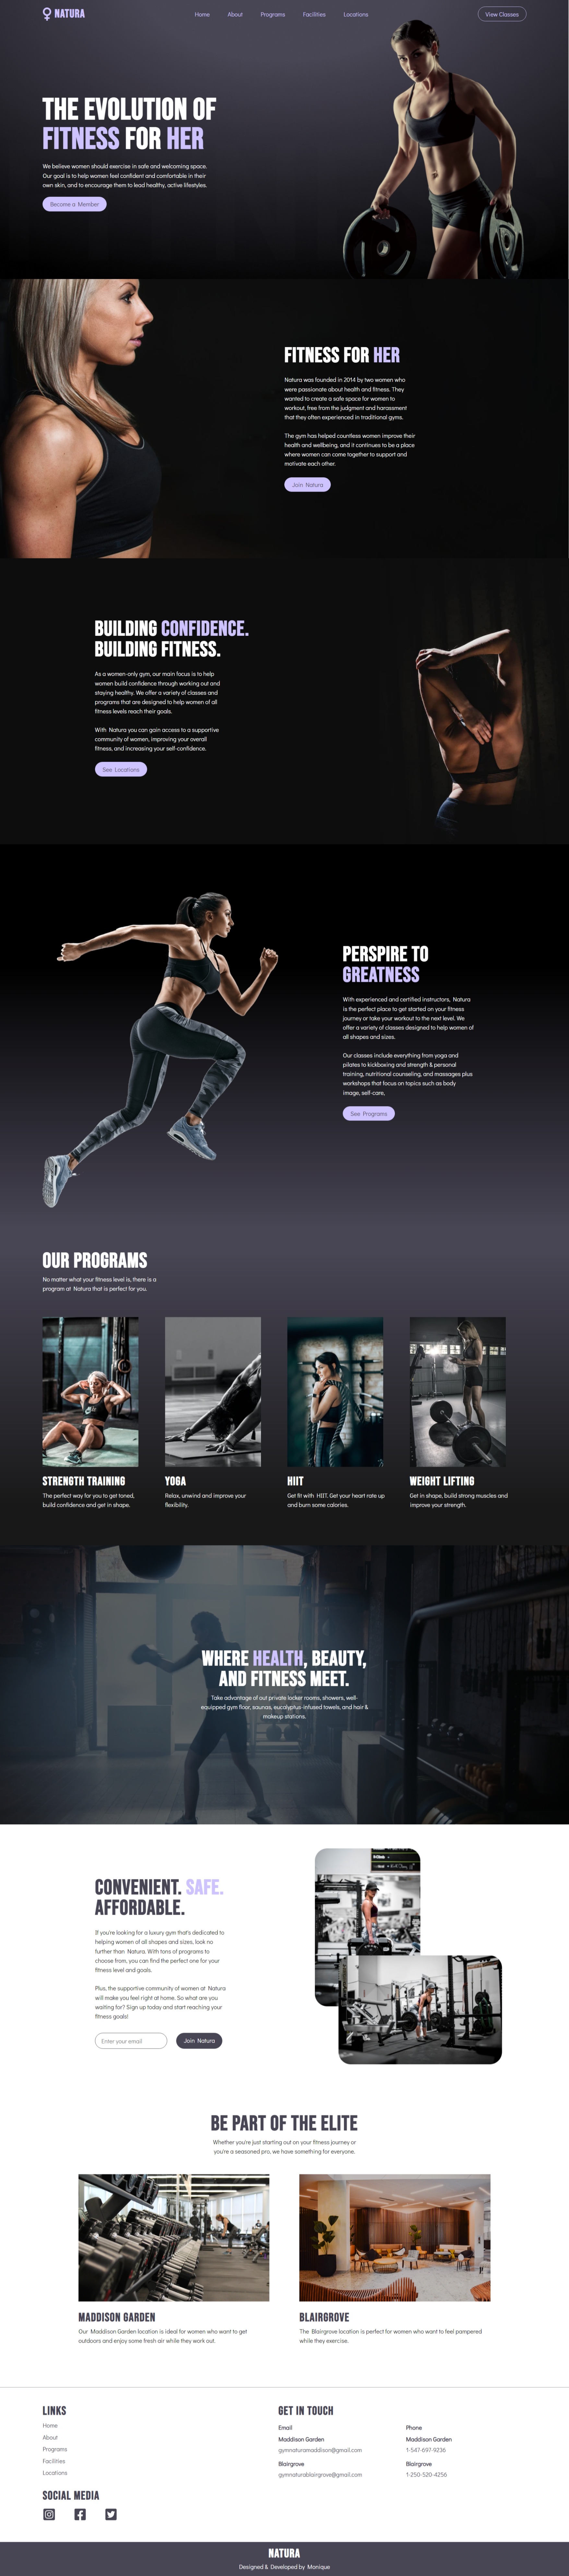 NATURA
Home
About
Programs
Facilities
Locations
View Classes
THE EVOLUTION OF
FITNESS FOR HER
We believe women should exercise in safe and welcoming space.
Our goal is to help women feel confident and comfortable in their
own skin, and to encourage them to lead healthy, active lifestyles.
Become a Member
FITNESS FOR HER
Natura was founded in 2014 by two women who
were passionate about health and fitness. They
wanted to create a safe space for women to
workout, free from the judgment and harassment
that they often experienced in traditional gyms.
The gym has helped countless women improve their
health and wellbeing, and it continues to be a place
where women can come together to support and
motivate each other.
Join Natura
BUILDING CONFIDENCE.
BUILDING FITNESS.
As a women-only gym, our main focus is to help
women build confidence through working out and
staying healthy. We offer a variety of classes and
programs that are designed to help women of all
fitness levels reach their goals.
With Natura you can gain access to a supportive
community of women, improving your overall
fitness, and increasing your self-confidence.
See Locations
PERSPIRE TO
GREATNESS
With experienced and certified instructors, Natura
is the perfect place to get started on your fitness
journey or take your workout to the next level. We
offer a variety of classes designed to help women of
all shapes and sizes.
Our classes include everything from yoga and
pilates to kickboxing and strength & personal
training, nutritional counseling, and massages plus
workshops that focus on topics such as body
image, self-care,
See Programs
OUR PROGRAMS
No matter what your fitness level is, there is a
program at Natura that is perfect for you.
STRENGTH TRAINING
The perfect way for you to get toned,
build confidence and get in shape.
YOGA
Relax, unwind and improve your
flexibility.
HIIT
Get fit with HIIT. Get your heart rate up
and burn some calories.
WEIGHT LIFTING
Get in shape, build strong muscles and
improve your strength.
WHERE HEALTH, BEAUTY,
AND FITNESS MEET.
Take advantage of out private locker rooms, showers, well-
equipped gym floor, saunas, eucalyptus-infused towels, and hair &
makeup stations.
CONVENIENT. SAFE.
AFFORDABLE.
If you're looking for a luxury gym that's dedicated to
helping women of all shapes and sizes, look no
further than Natura. With tons of programs to
choose from, you can find the perfect one for your
fitness level and goals.
Plus, the supportive community of women at Natura
will make you feel right at home. So what are you
waiting for? Sign up today and start reaching your
fitness goals!
Enter your email
Join Natura
BE PART OF THE ELITE
Whether you're just starting out on your fitness journey or
you're a seasoned pro, we have something for everyone.
MADDISON GARDEN
Our Maddison Garden location is ideal for women who want to get
outdoors and enjoy some fresh air while they work out.
BLAIRGROVE
The Blairgrove location is perfect for women who want to feel pampered
while they exercise.
LINKS
Home
About
Programs
Facilities
Locations
SOCIAL MEDIA
GET IN TOUCH
Email
Maddison Garden
gymnaturamaddison@gmail.com
Blairgrove
gymnaturablairgrove@gmail.com
Phone
Maddison Garden
1-547-697-9236
Blairgrove
1-250-520-4256
NATURA
Designed & Developed by Monique